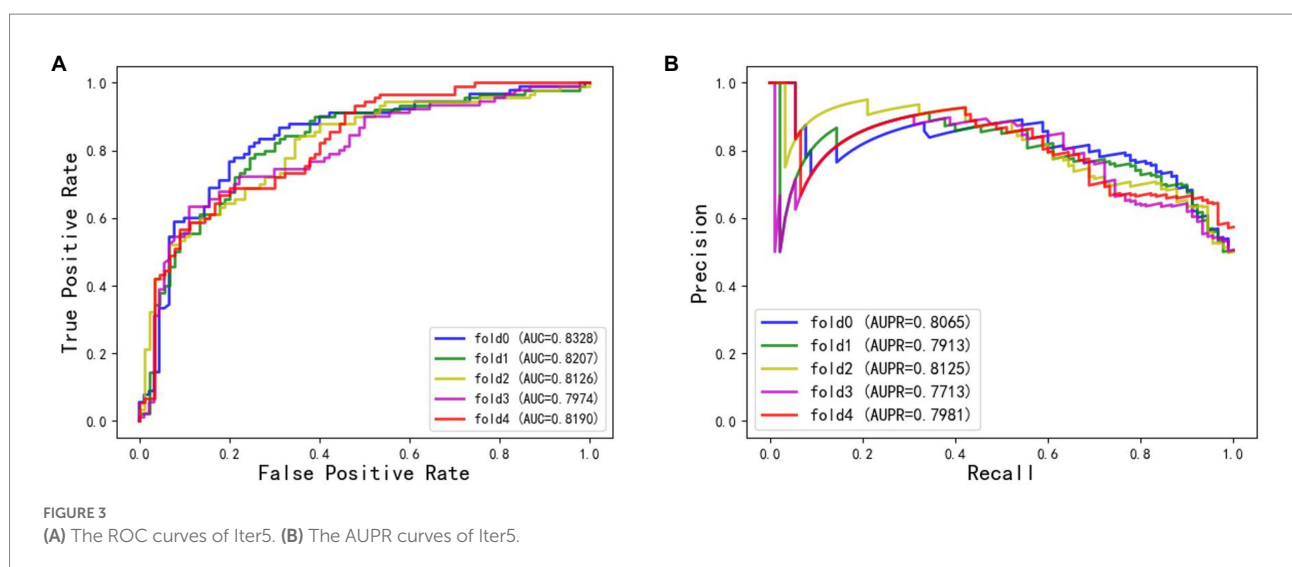 A
1.0
0.8
0.6
0.4
0.2
0.0
True Positive Rate
fold0 (AUC=0.8328)
fold1 (AUC=0.8207)
fold2 (AUC=0.8126)
fold3 (AUC=0.7974)
fold4 (AUC=0.8190)
0.0 0.2 0.4 0.6 0.8 1.0
False Positive Rate
B
1.0
0.8
0.6
0.4
0.2
0.0
Precision
fold0 (AUPR=0.8065)
fold1 (AUPR=0.7913)
fold2 (AUPR=0.8125)
fold3 (AUPR=0.7713)
fold4 (AUPR=0.7981)
0.0 0.2 0.4 0.6 0.8 1.0
Recall
FIGURE 3
(A) The ROC curves of Iter5. (B) The AUPR curves of Iter5.